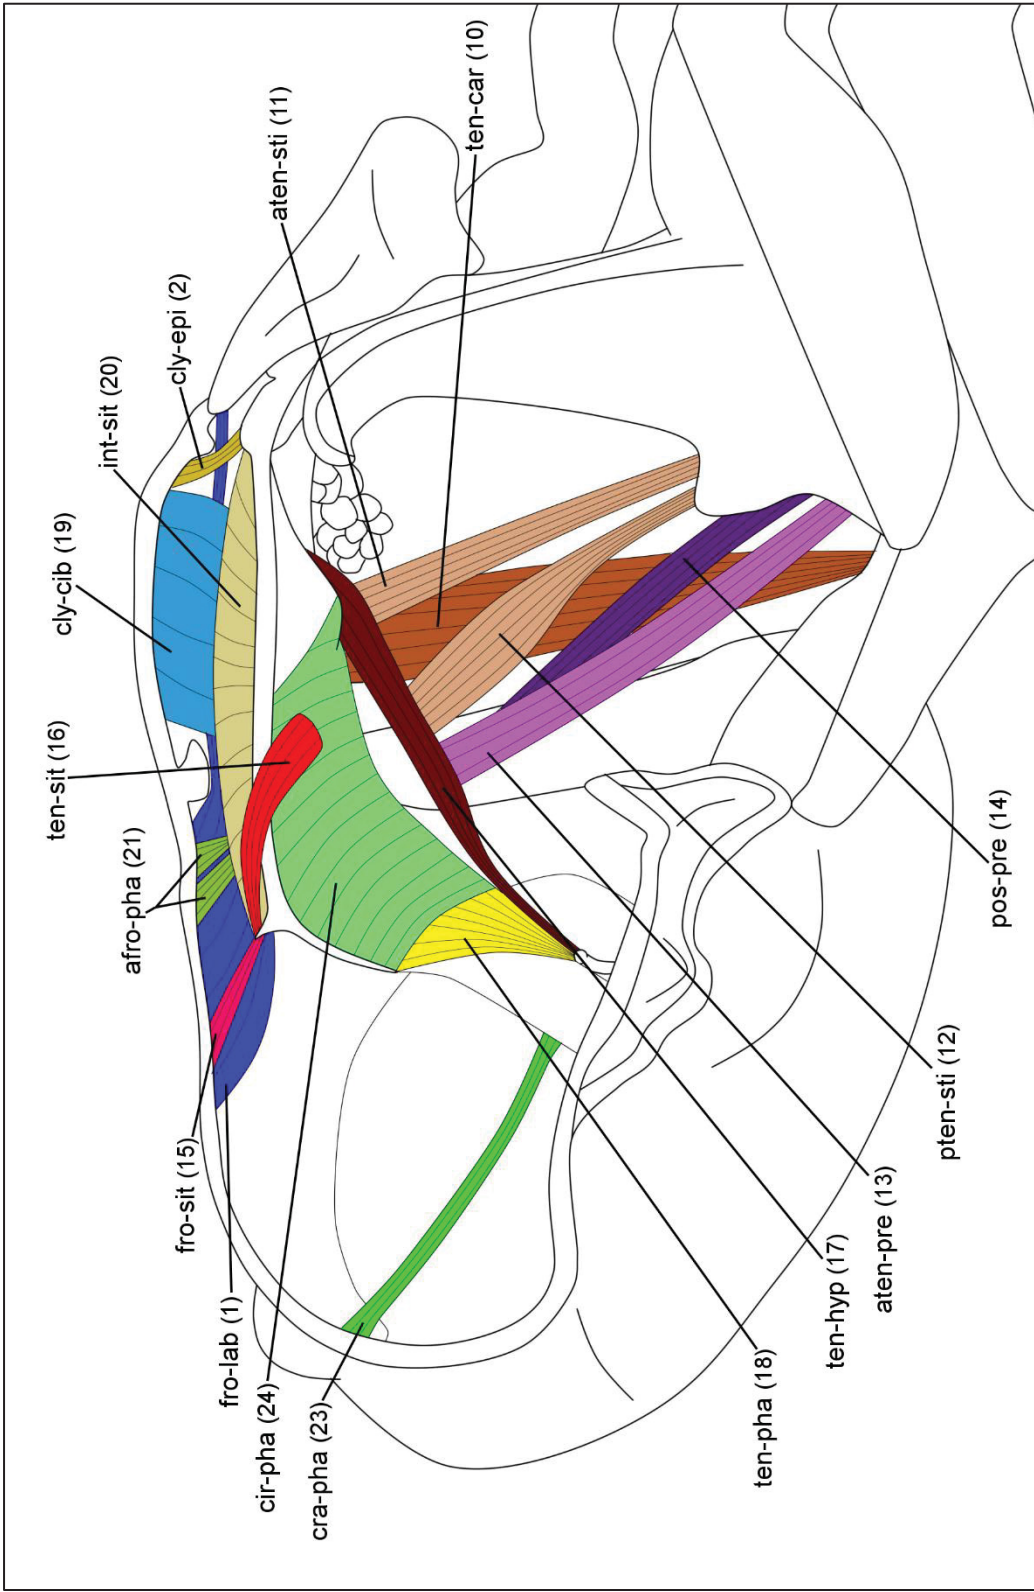 ten-sit (16)
cly-cib (19)
int-sit (20)
afro-pha (21)
cly-epi (2)
fro-sit (15)
fro-lab (1)
cir-pha (24)
aten-sti (11)
cra-pha (23)
ten-car (10)
ten-pha (18)
ten-hyp (17)
aten-pre (13)
pten-sti (12)
pos-pre (14)